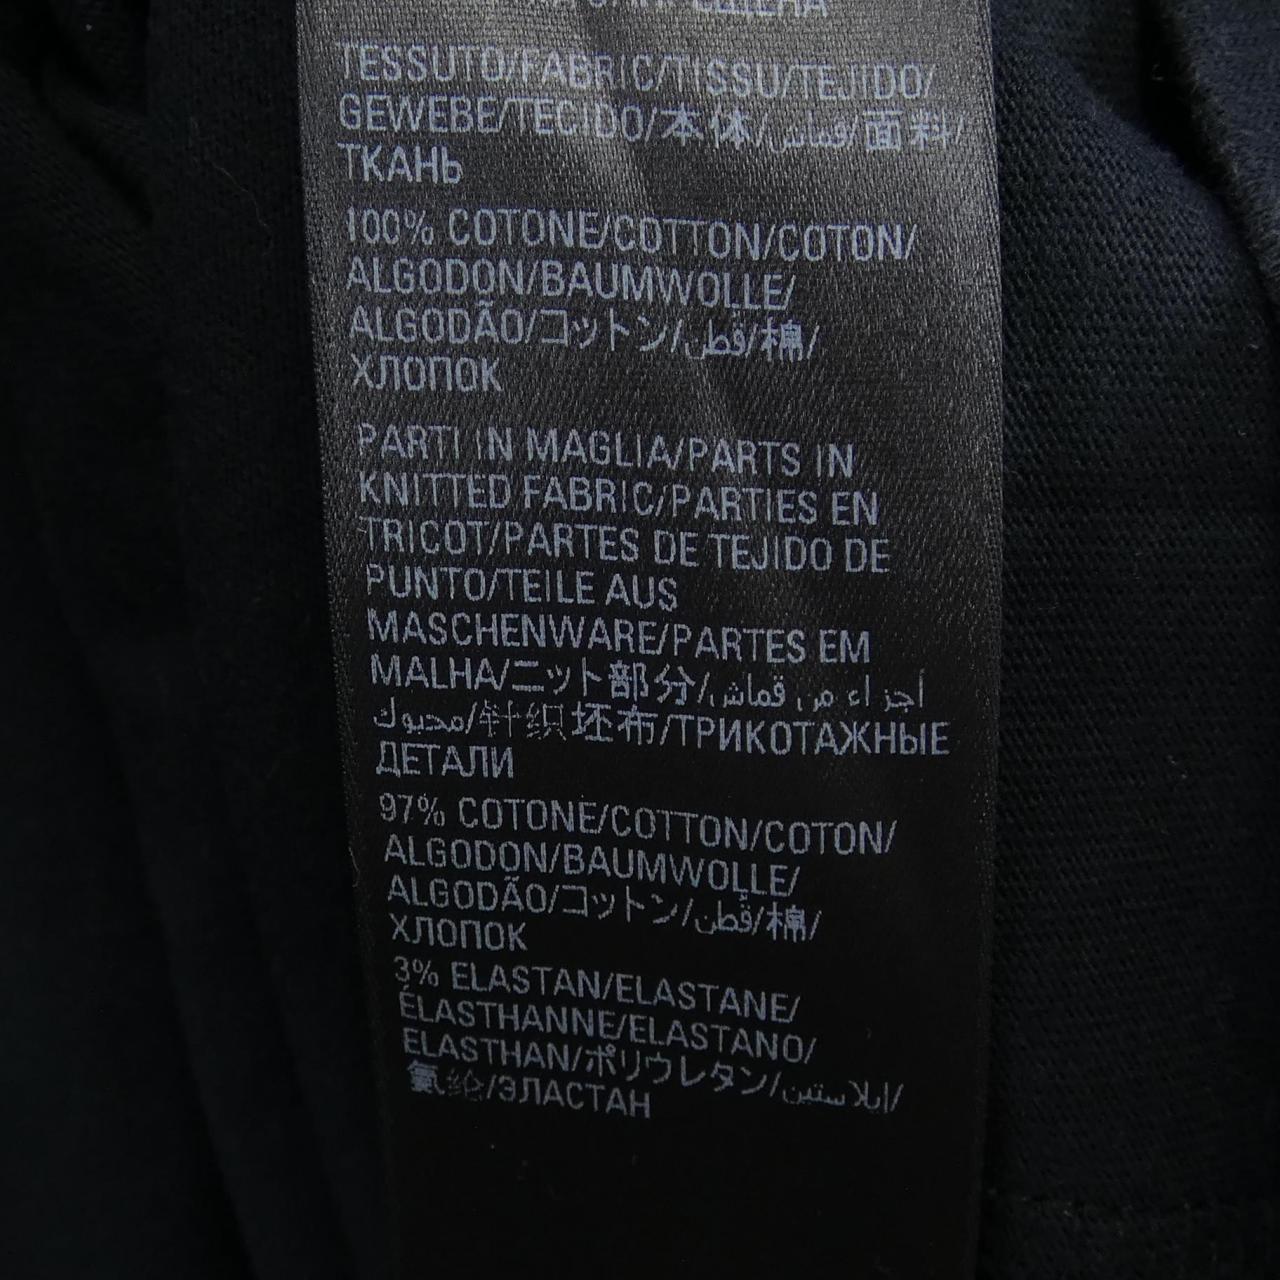 TESSUTO/FABRIC/TISSU/TEJIDO/
GEWEBE/TECIDO/本体/قماش/面料/
ТКАНЬ
100% COTONE/COTTON/COTON/
ALGODON/BAUMWOLLE/
ALGODÃO/コットン/قطن/棉/
ХЛОПОК
PARTI IN MAGLIA/PARTS IN
KNITTED FABRIC/PARTIES EN
TRICOT/PARTES DE TEJIDO DE
PUNTO/TEILE AUS
MASCHENWARE/PARTES EM
MALHA/ニット部分/أجزاء من قماش
محبوك/针织坯布/ТРИКОТАЖНЫЕ
ДЕТАЛИ
97% COTONE/COTTON/COTON/
ALGODON/BAUMWOLLE/
ALGODÃO/コットン/قطن/棉/
ХЛОПОК
3% ELASTAN/ELASTANE/
ÉLASTHANNE/ELASTANO/
ELASTHAN/ポリウレタン/إيلاستين/
氨纶/ЭЛАСТАН